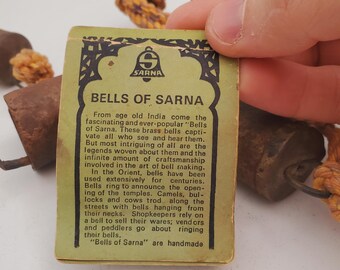 S
SARNA
BELLS OF SARNA
From age old India come the
fascinating and ever-popular "Bells
of Sarna. These brass bells captiv-
ate all who see and hear them.
But most intriguing of all are the
legends woven about them and the
infinite amount of craftsmanship
involved in the art of bell making.
In the Orient, bells have been
used extensively for centuries.
Bells ring to announce the open-
ing of the temples. Camels, bul-
locks and cows trod along the
streets with bells hanging from
their necks. Shopkeepers rely on
a bell to sell their wares; vendors
and peddlers go about ringing
their bells.
"Bells of Sarna" are handmade